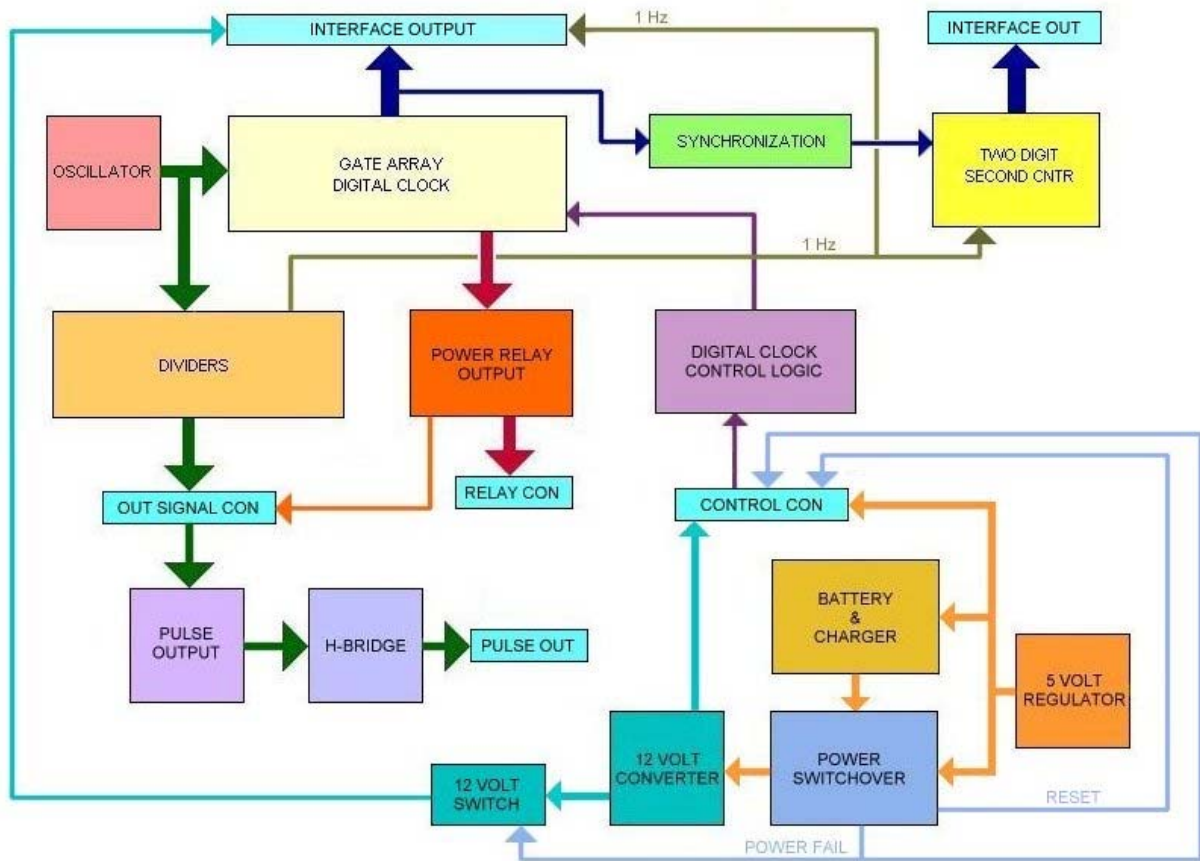 1 Hz
INTERFACE OUTPUT
INTERFACE OUT
OSCILLATOR
GATE ARRAY
DIGITAL CLOCK
SYNCHRONIZATION
TWO DIGIT
SECOND CNTR
1 Hz
DIVIDERS
POWER RELAY
OUTPUT
DIGITAL CLOCK
CONTROL LOGIC
OUT SIGNAL CON
RELAY CON
CONTROL CON
PULSE
OUTPUT
H-BRIDGE
PULSE OUT
BATTERY
&
CHARGER
5 VOLT
REGULATOR
12 VOLT
SWITCH
12 VOLT
CONVERTER
POWER
SWITCHOVER
RESET
POWER FAIL